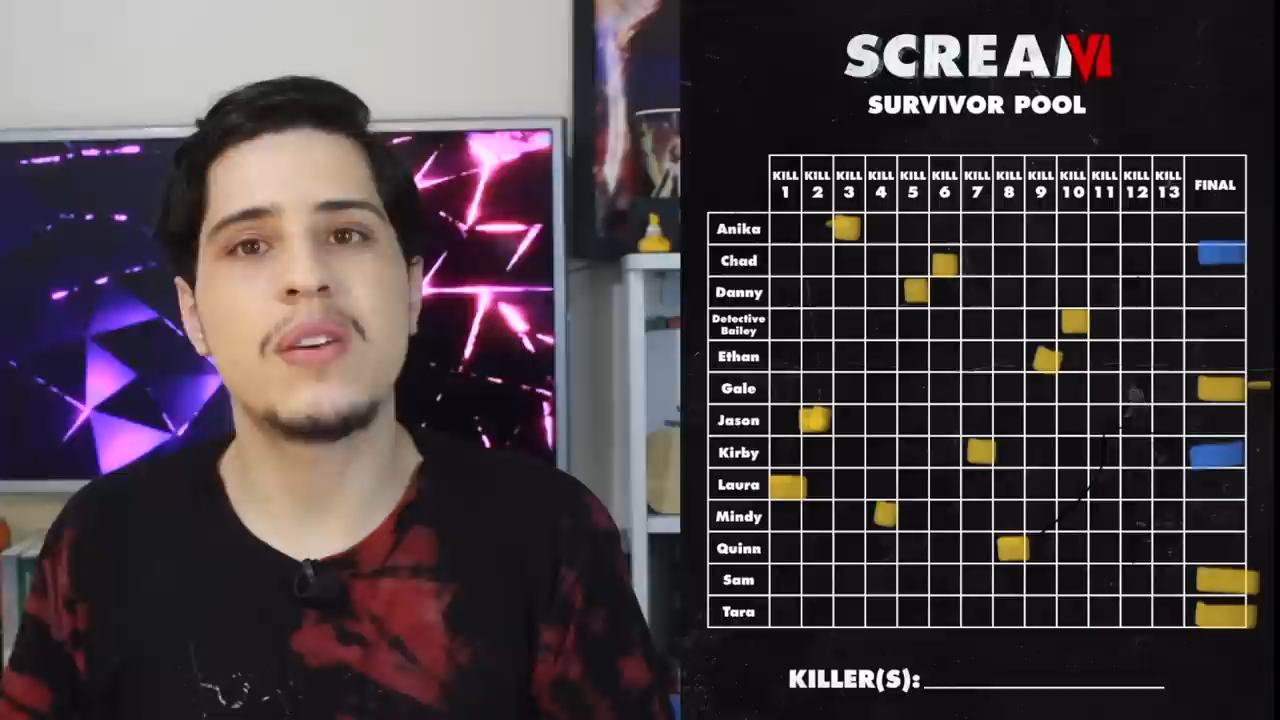 SCREAM VI
SURVIVOR POOL
KILL 1 KILL 2 KILL 3 KILL 4 KILL 5 KILL 6 KILL 7 KILL 8 KILL 9 KILL 10 KILL 11 KILL 12 KILL 13 FINAL
Anika
Chad
Danny
Detective
Bailey
Ethan
Gale
Jason
Kirby
Laura
Mindy
Quinn
Sam
Tara
KILLER(S):